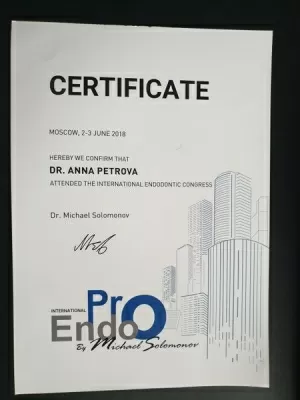 CERTIFICATE
MOSCOW, 2-3 JUNE 2018
HEREBY WE CONFIRM THAT
DR. ANNA PETROVA
ATTENDED THE INTERNATIONAL ENDODONTIC CONGRESS
Dr. Michael Solomonov
INTERNATIONAL
Pro
Endo
By Michael Solomonov